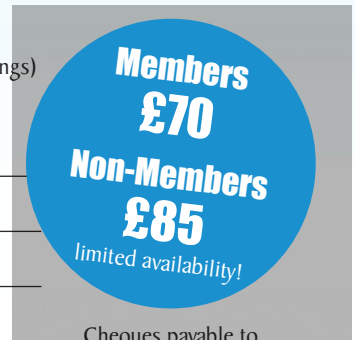 ngs)
Members
£70
Non-Members
£85
limited availability!
Cheques payable to